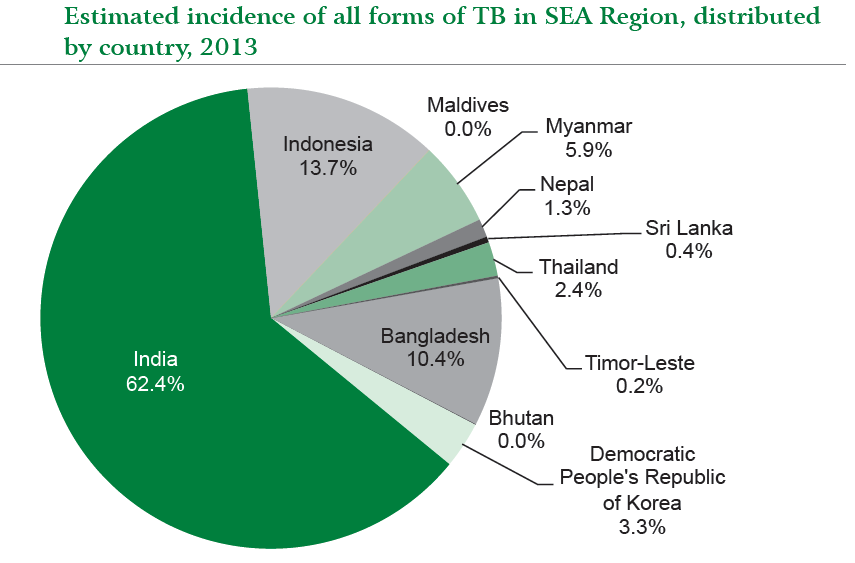 Estimated incidence of all forms of TB in SEA Region, distributed
by country, 2013
Indonesia
13.7%
Maldives
0.0%
Myanmar
5.9%
Nepal
1.3%
Sri Lanka
0.4%
Thailand
2.4%
Timor-Leste
0.2%
Bangladesh
10.4%
Bhutan
0.0%
Democratic
People's Republic
of Korea
3.3%
India
62.4%